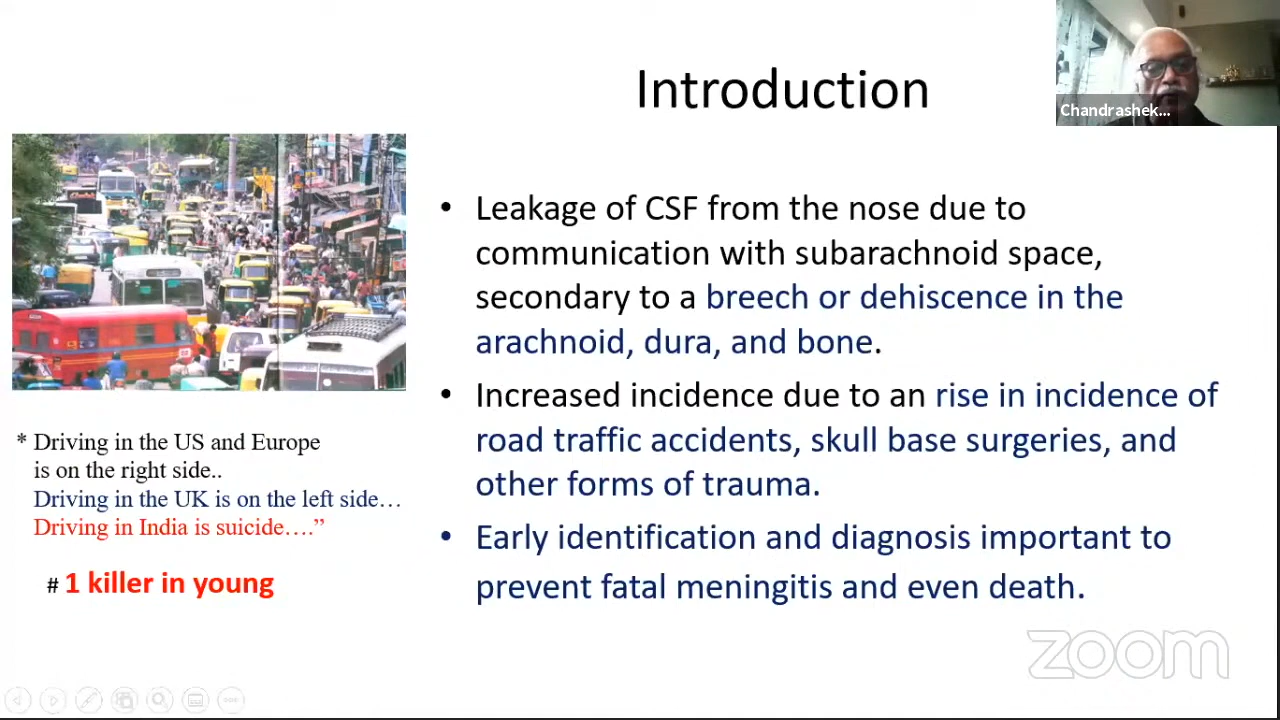 Introduction
Chandrashek...
• Leakage of CSF from the nose due to
communication with subarachnoid space,
secondary to a breech or dehiscence in the
arachnoid, dura, and bone.
• Increased incidence due to an rise in incidence of
road traffic accidents, skull base surgeries, and
other forms of trauma.
• Early identification and diagnosis important to
prevent fatal meningitis and even death.
* Driving in the US and Europe
is on the right side..
Driving in the UK is on the left side…
Driving in India is suicide….”
# 1 killer in young
zoom